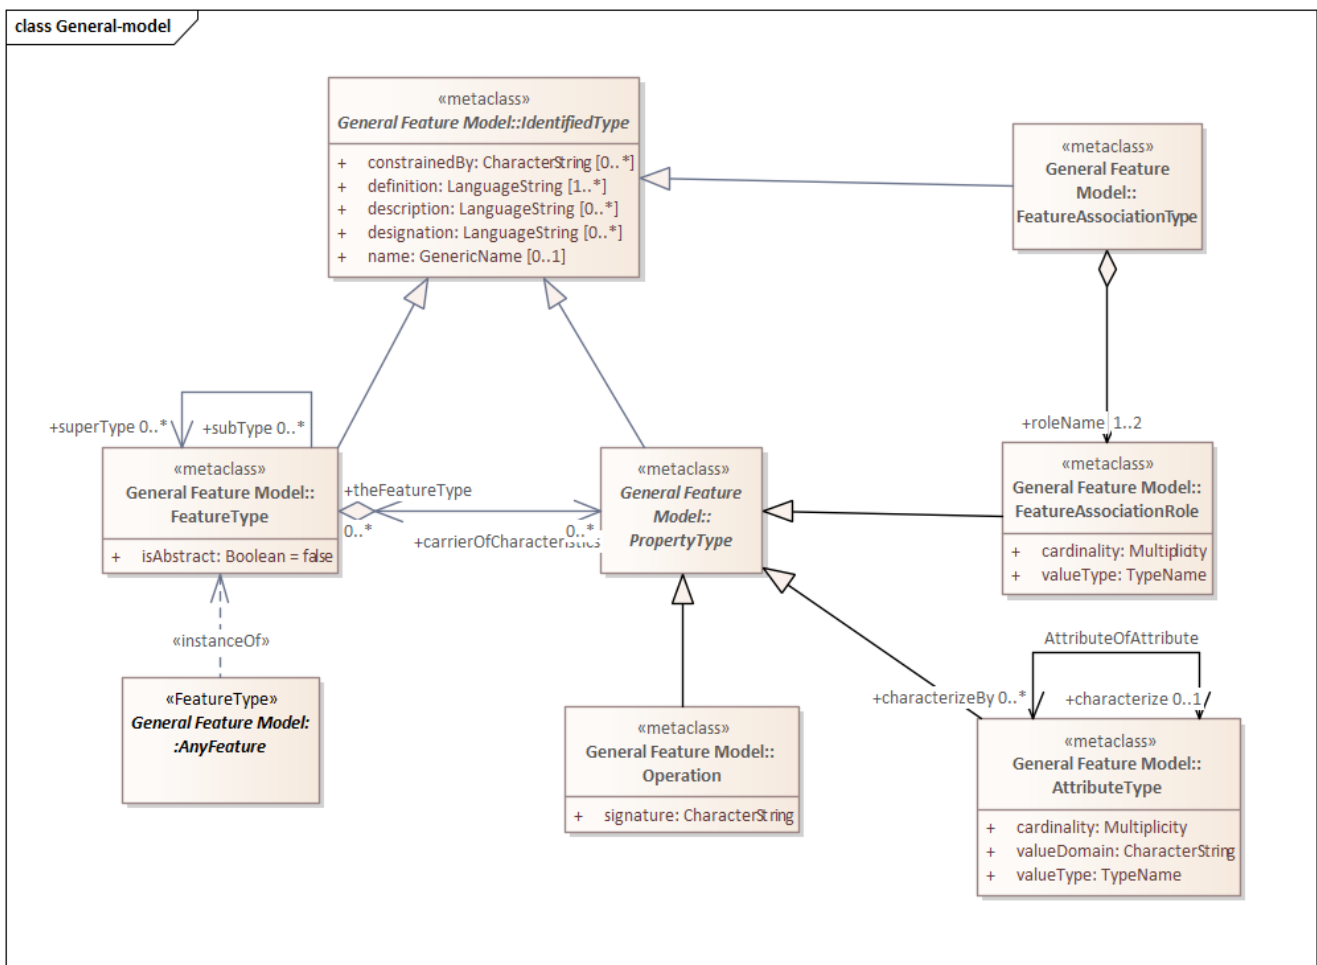 class General-model
«metaclass»
General Feature Model::IdentifiedType
+ constrainedBy: CharacterString [0..*]
+ definition: LanguageString [1..*]
+ description: LanguageString [0..*]
+ designation: LanguageString [0..*]
+ name: GenericName [0..1]
«metaclass»
General Feature
Model::
FeatureAssociationType
+superType 0..*
+subType 0..*
+roleName 1..2
«metaclass»
General Feature Model::
FeatureType
+ isAbstract: Boolean = false
+theFeatureType
0..*
0..*
+carrierOfCharacteristics
«metaclass»
General Feature
Model::
PropertyType
«metaclass»
General Feature Model::
FeatureAssociationRole
+ cardinality: Multiplicity
+ valueType: TypeName
«instanceOf»
AttributeOfAttribute
+characterizeBy 0..*
+characterize 0..1
«FeatureType»
General Feature Model:
:AnyFeature
«metaclass»
General Feature Model::
Operation
+ signature: CharacterString
«metaclass»
General Feature Model::
AttributeType
+ cardinality: Multiplicity
+ valueDomain: CharacterString
+ valueType: TypeName